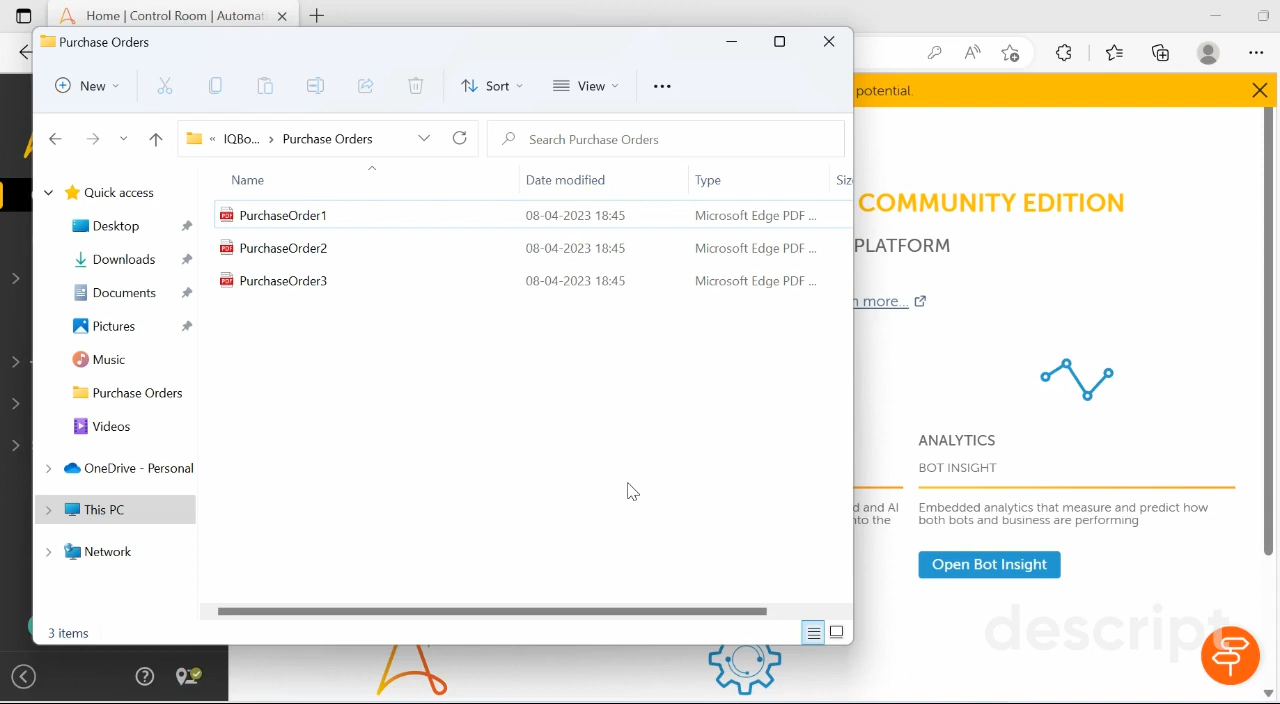 Home | Control Room | Automati
Purchase Orders
New
Sort
View
potential.
« IQBo... > Purchase Orders
Search Purchase Orders
Name
Date modified
Type
Siz
Quick access
Desktop
Downloads
Documents
Pictures
Music
Purchase Orders
Videos
OneDrive - Personal
This PC
Network
PurchaseOrder1 08-04-2023 18:45 Microsoft Edge PDF ...
PurchaseOrder2 08-04-2023 18:45 Microsoft Edge PDF ...
PurchaseOrder3 08-04-2023 18:45 Microsoft Edge PDF ...
3 items
COMMUNITY EDITION
PLATFORM
n more...
ANALYTICS
BOT INSIGHT
d and AI
nto the
Embedded analytics that measure and predict how
both bots and business are performing
Open Bot Insight
descript